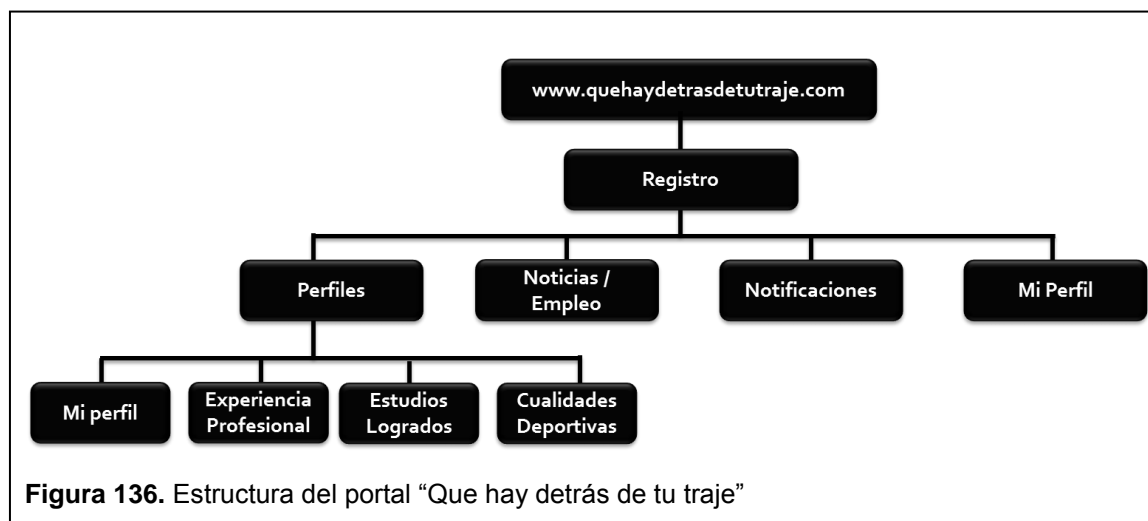 www.quehaydetrasdetutraje.com
Registro
Perfiles
Noticias /
Empleo
Notificaciones
Mi Perfil
Mi perfil
Experiencia
Profesional
Estudios
Logrados
Cualidades
Deportivas
Figura 136. Estructura del portal “Que hay detrás de tu traje”